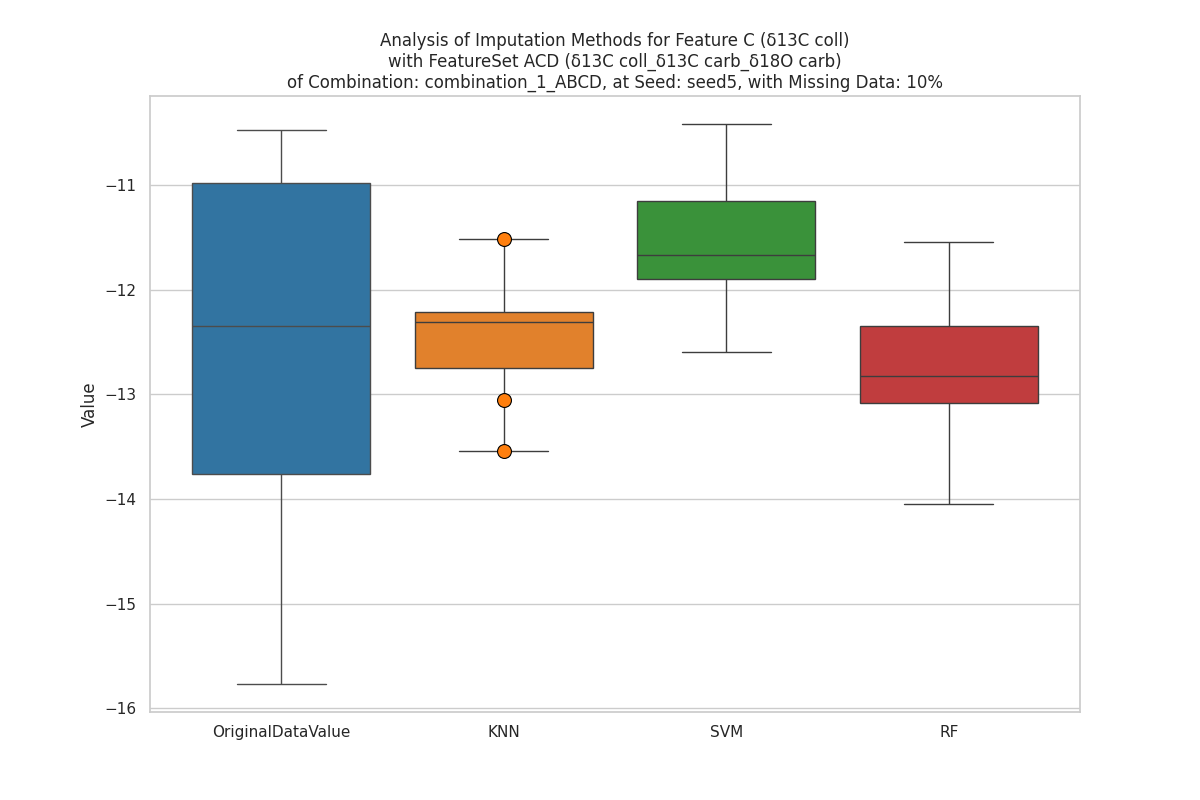 Analysis of Imputation Methods for Feature C (δ13C coll)
with FeatureSet ACD (δ13C coll_δ13C carb_δ18O carb)
of Combination: combination_1_ABCD, at Seed: seed5, with Missing Data: 10%
Value
−11
−12
−13
−14
−15
−16
OriginalDataValue
KNN
SVM
RF